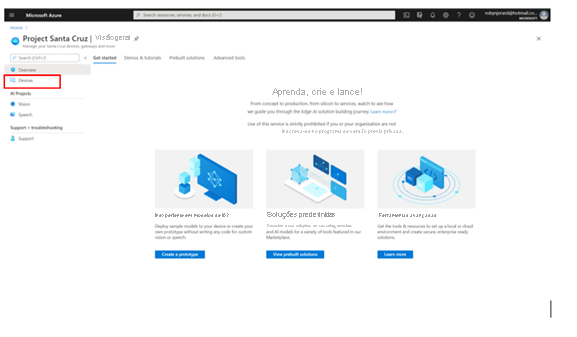 Microsoft Azure
Search resources, services, and docs (G+/)
MICROSOFT
Home
Project Santa Cruz | Visão geral
Manage your Santa Cruz devices, gateways and more
Search (Ctrl+/)
Get started
Demos & tutorials
Prebuilt solutions
Advanced tools
Overview
Devices
AI Projects
Vision
Speech
Support + troubleshooting
Support
Aprenda, crie e lance!
From concept to production, from silicon to services, watch to see how
we guide you through the Edge AI solution building journey. Learn more
Use of this service is strictly prohibited if you or your organisation are not
Soluções predefinidas
Deploy sample models to your device or create your
own prototype without writing any code for custom
vision or speech.
Create a prototype
and AI models for a variety of tools featured in our
Marketplace.
View prebuilt solutions
Get the tools & resources to set up a local or cloud
environment and create secure, enterprise ready
solutions.
Learn more